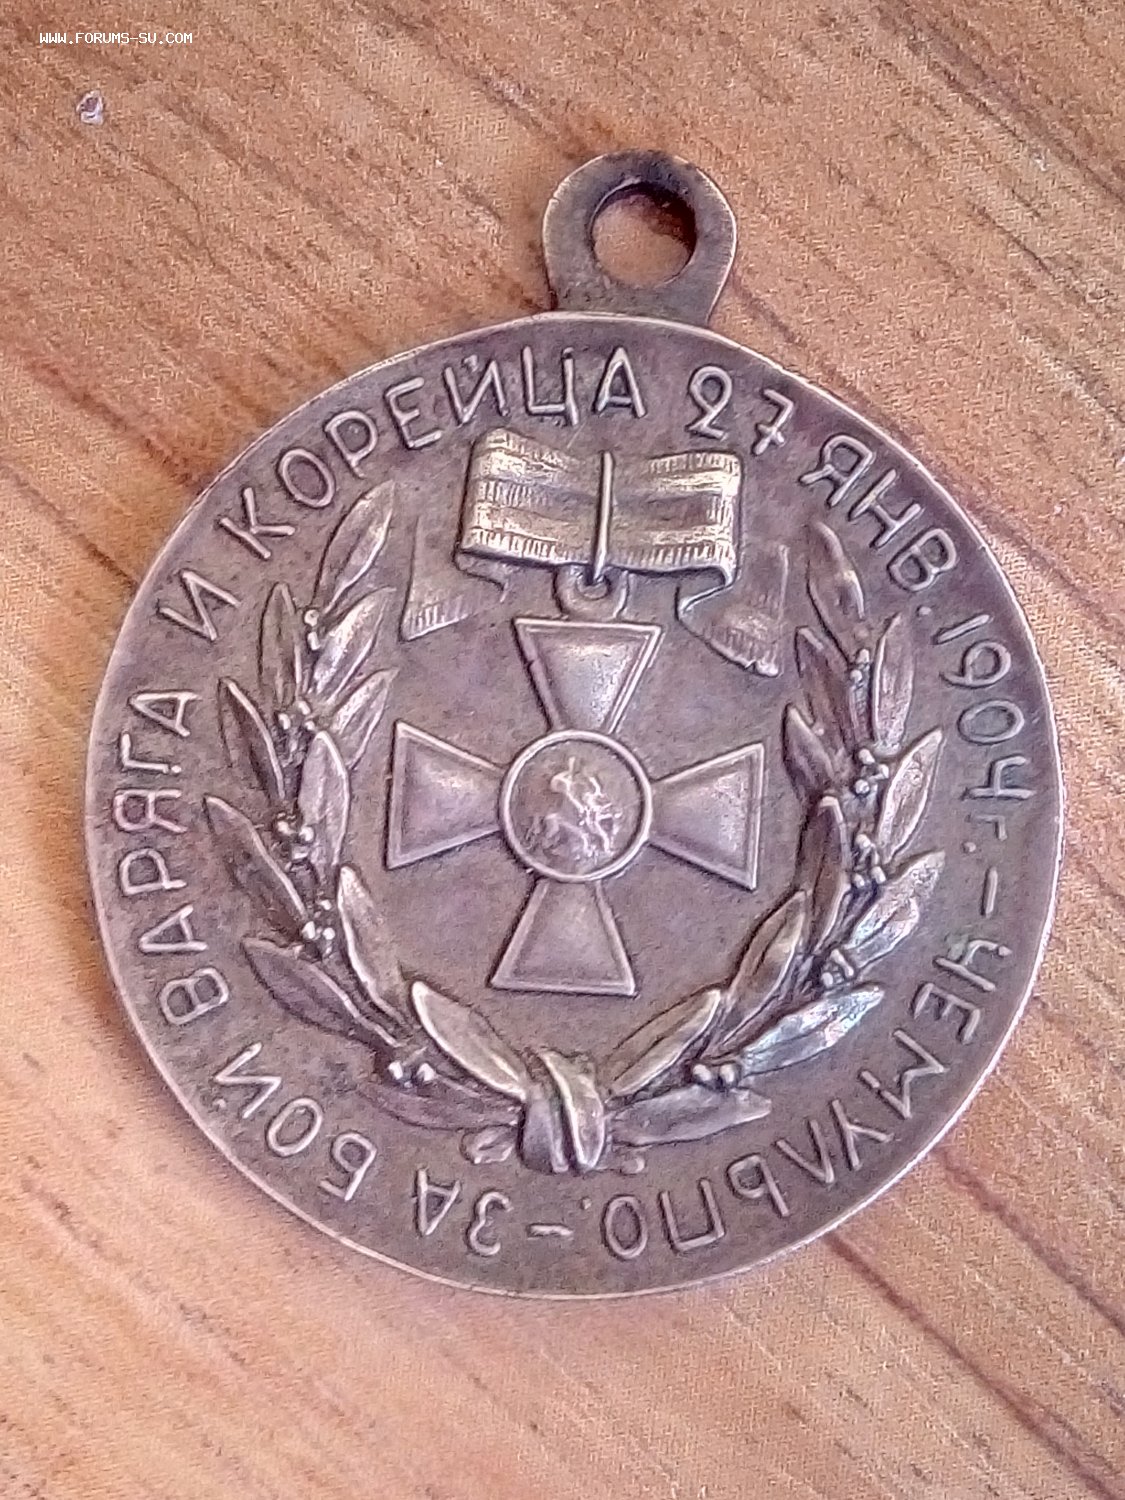 WWW.FORUMS-SU.COM
ЗА БОЙ ВАРЯГА И КОРЕЙЦА 27 ЯНВ. 1904 г. – ЧЕМУЛЬПО. –